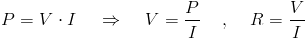 P = V · I ⇒ V = P/I , R = V/I